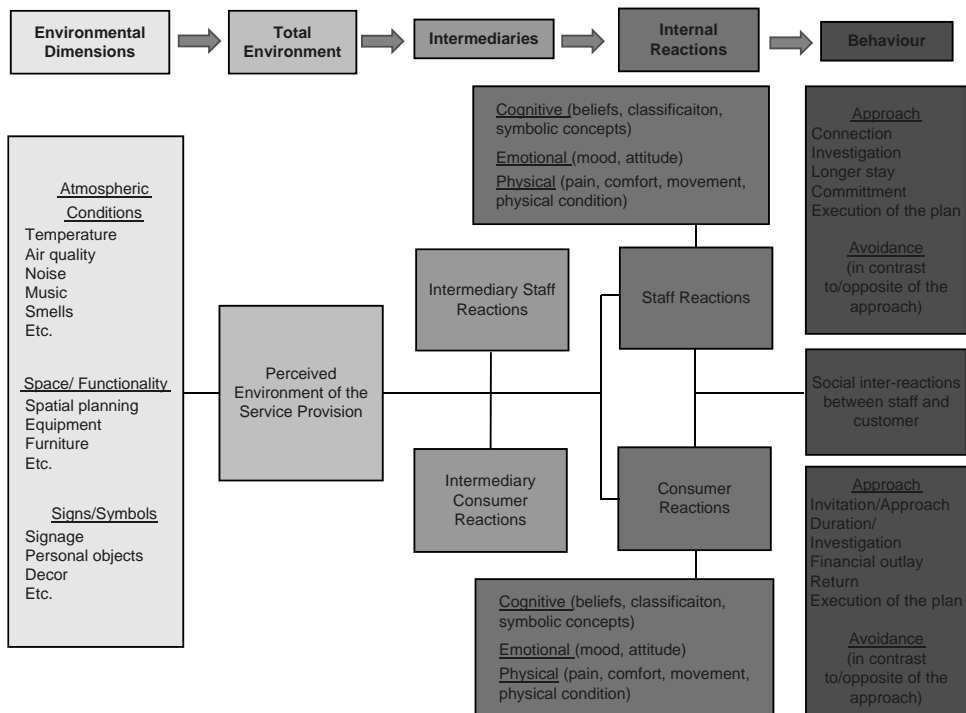 Environmental
Dimensions
Total
Environment
Intermediaries
Internal
Reactions
Behaviour
Atmospheric
Conditions
Temperature
Air quality
Noise
Music
Smells
Etc.
Space/ Functionality
Spatial planning
Equipment
Furniture
Etc.
Signs/Symbols
Signage
Personal objects
Decor
Etc.
Perceived
Environment of the
Service Provision
Intermediary Staff
Reactions
Intermediary
Consumer
Reactions
Cognitive (beliefs, classificaiton,
symbolic concepts)
Emotional (mood, attitude)
Physical (pain, comfort, movement,
physical condition)
Staff Reactions
Consumer
Reactions
Cognitive (beliefs, classificaiton,
symbolic concepts)
Emotional (mood, attitude)
Physical (pain, comfort, movement,
physical condition)
Approach
Connection
Investigation
Longer stay
Committment
Execution of the plan
Avoidance
(in contrast
to/opposite of the
approach)
Social inter-reactions
between staff and
customer
Approach
Invitation/Approach
Duration/
Investigation
Financial outlay
Return
Execution of the plan
Avoidance
(in contrast
to/opposite of the
approach)